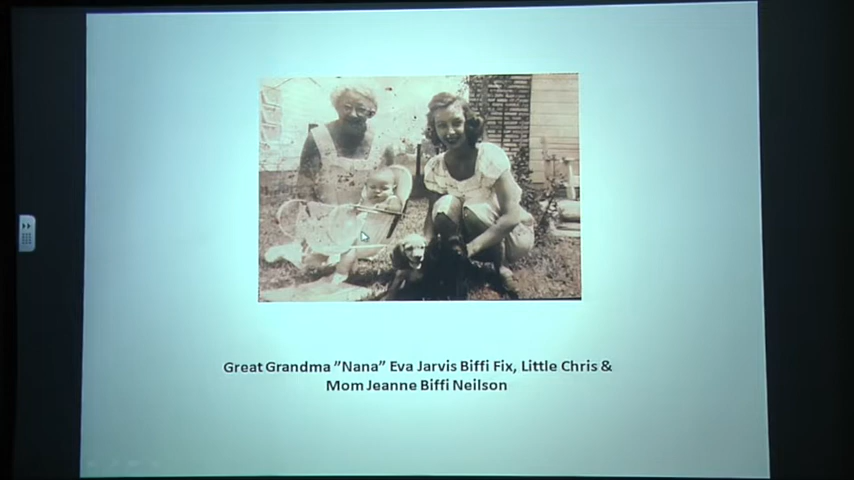 Great Grandma "Nana" Eva Jarvis Biffi Fix, Little Chris &
Mom Jeanne Biffi Neilson